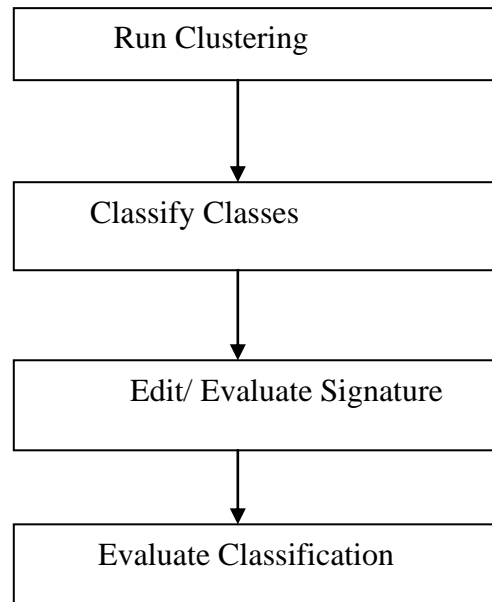 Run Clustering
Classify Classes
Edit/ Evaluate Signature
Evaluate Classification